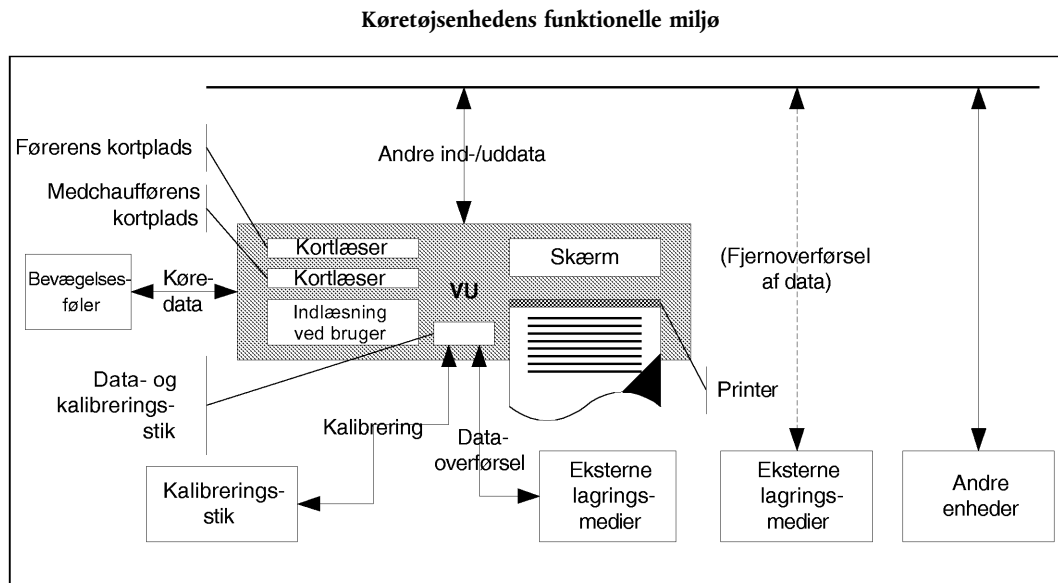 Køretøjsenhedens funktionelle miljø
Førerens kortplads
Andre ind-/uddata
Medchaufførens
kortplads
Kortlæser
Skærm
Kortlæser
(Fjernoverførsel
af data)
Bevægelses-
føler
Køre-
data
VU
Indlæsning
ved bruger
Data- og
kalibrerings-
stik
Printer
Kalibrering
Data-
overførsel
Kalibrerings-
stik
Eksterne
lagrings-
medier
Eksterne
lagrings-
medier
Andre
enheder